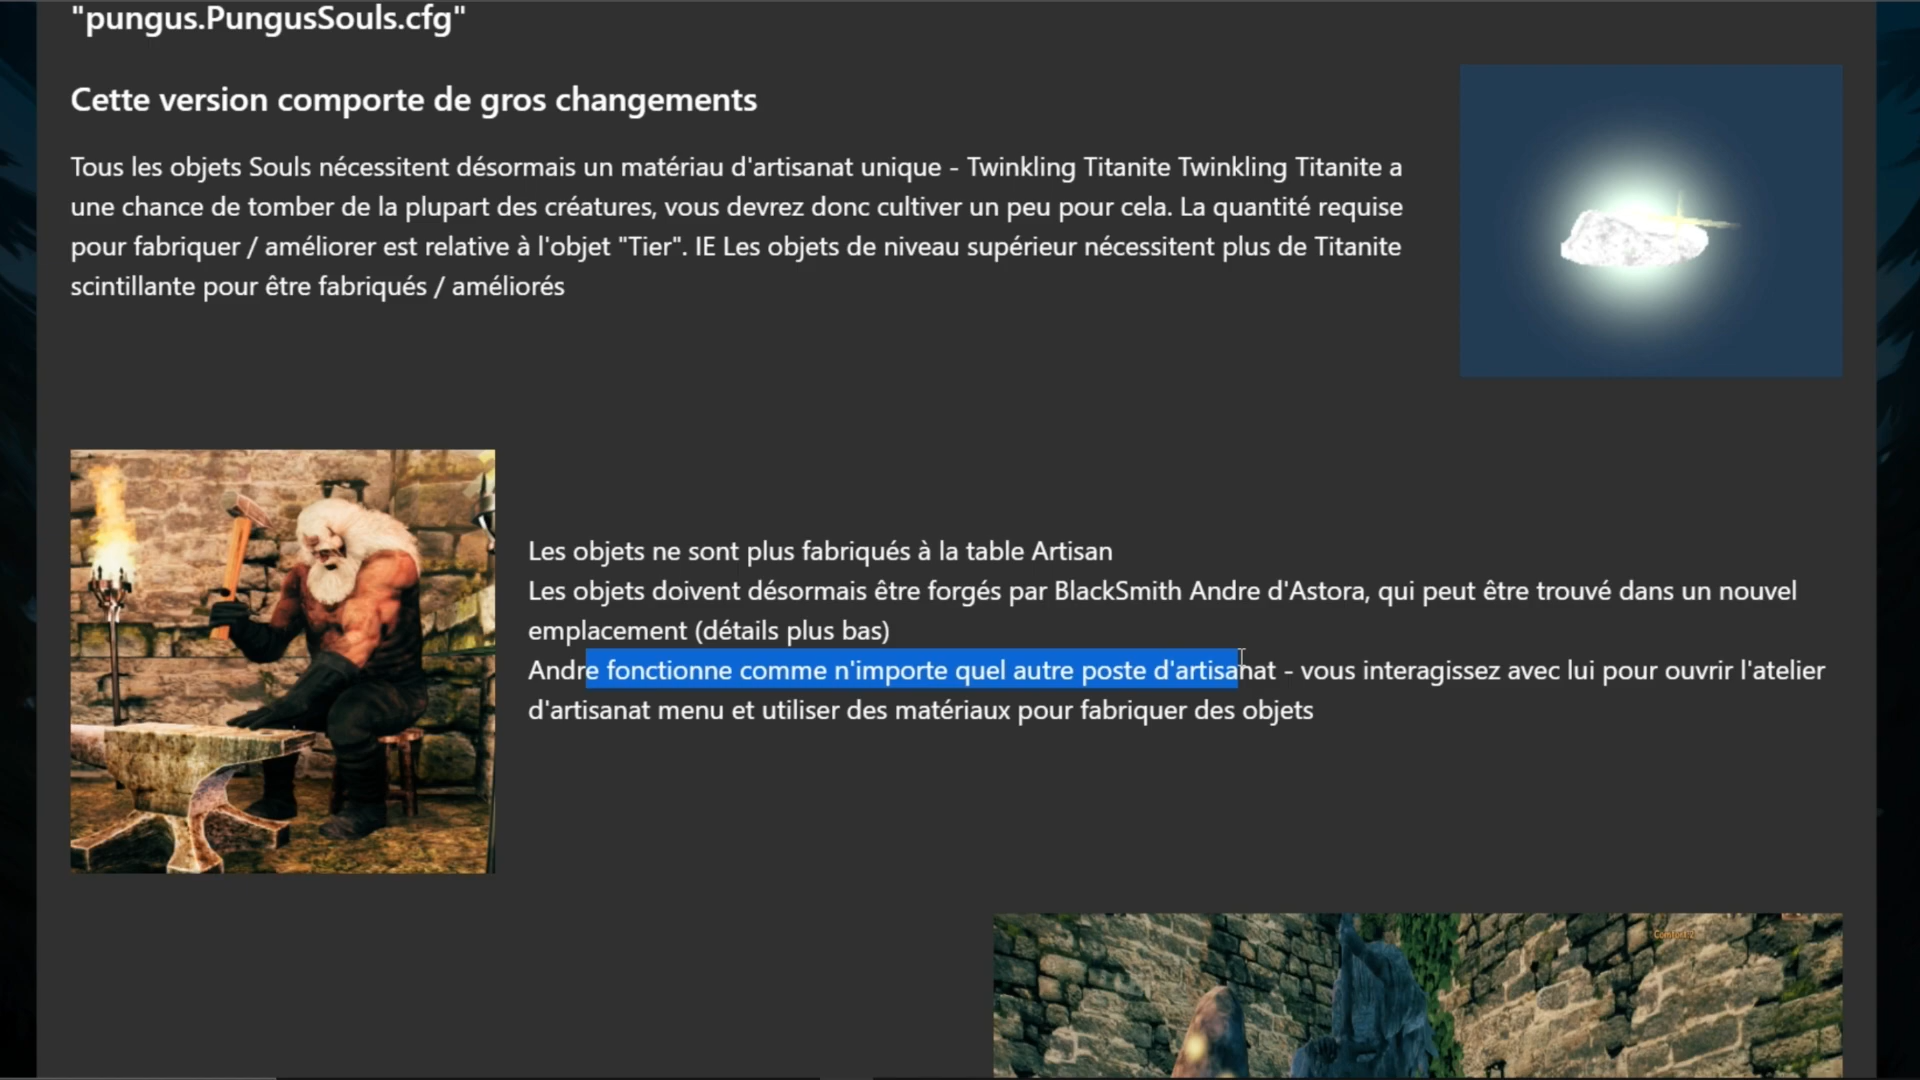 "pungus.PungusSouls.cfg"
Cette version comporte de gros changements
Tous les objets Souls nécessitent désormais un matériau d'artisanat unique - Twinkling Titanite Twinkling Titanite a
une chance de tomber de la plupart des créatures, vous devrez donc cultiver un peu pour cela. La quantité requise
pour fabriquer / améliorer est relative à l'objet "Tier". IE Les objets de niveau supérieur nécessitent plus de Titanite
scintillante pour être fabriqués / améliorés
Les objets ne sont plus fabriqués à la table Artisan
Les objets doivent désormais être forgés par BlackSmith Andre d'Astora, qui peut être trouvé dans un nouvel
emplacement (détails plus bas)
Andre fonctionne comme n'importe quel autre poste d'artisanat - vous interagissez avec lui pour ouvrir l'atelier
d'artisanat menu et utiliser des matériaux pour fabriquer des objets